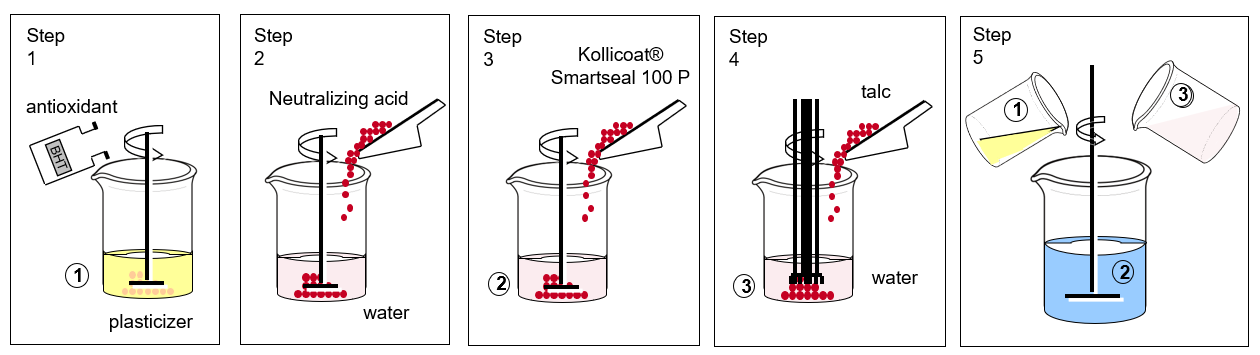 Step
1
antioxidant
BHT
1
plasticizer
Step
2
Neutralizing acid
water
Step
3
Kollicoat®
Smartseal 100 P
2
Step
4
talc
3
water
Step
5
1
3
2